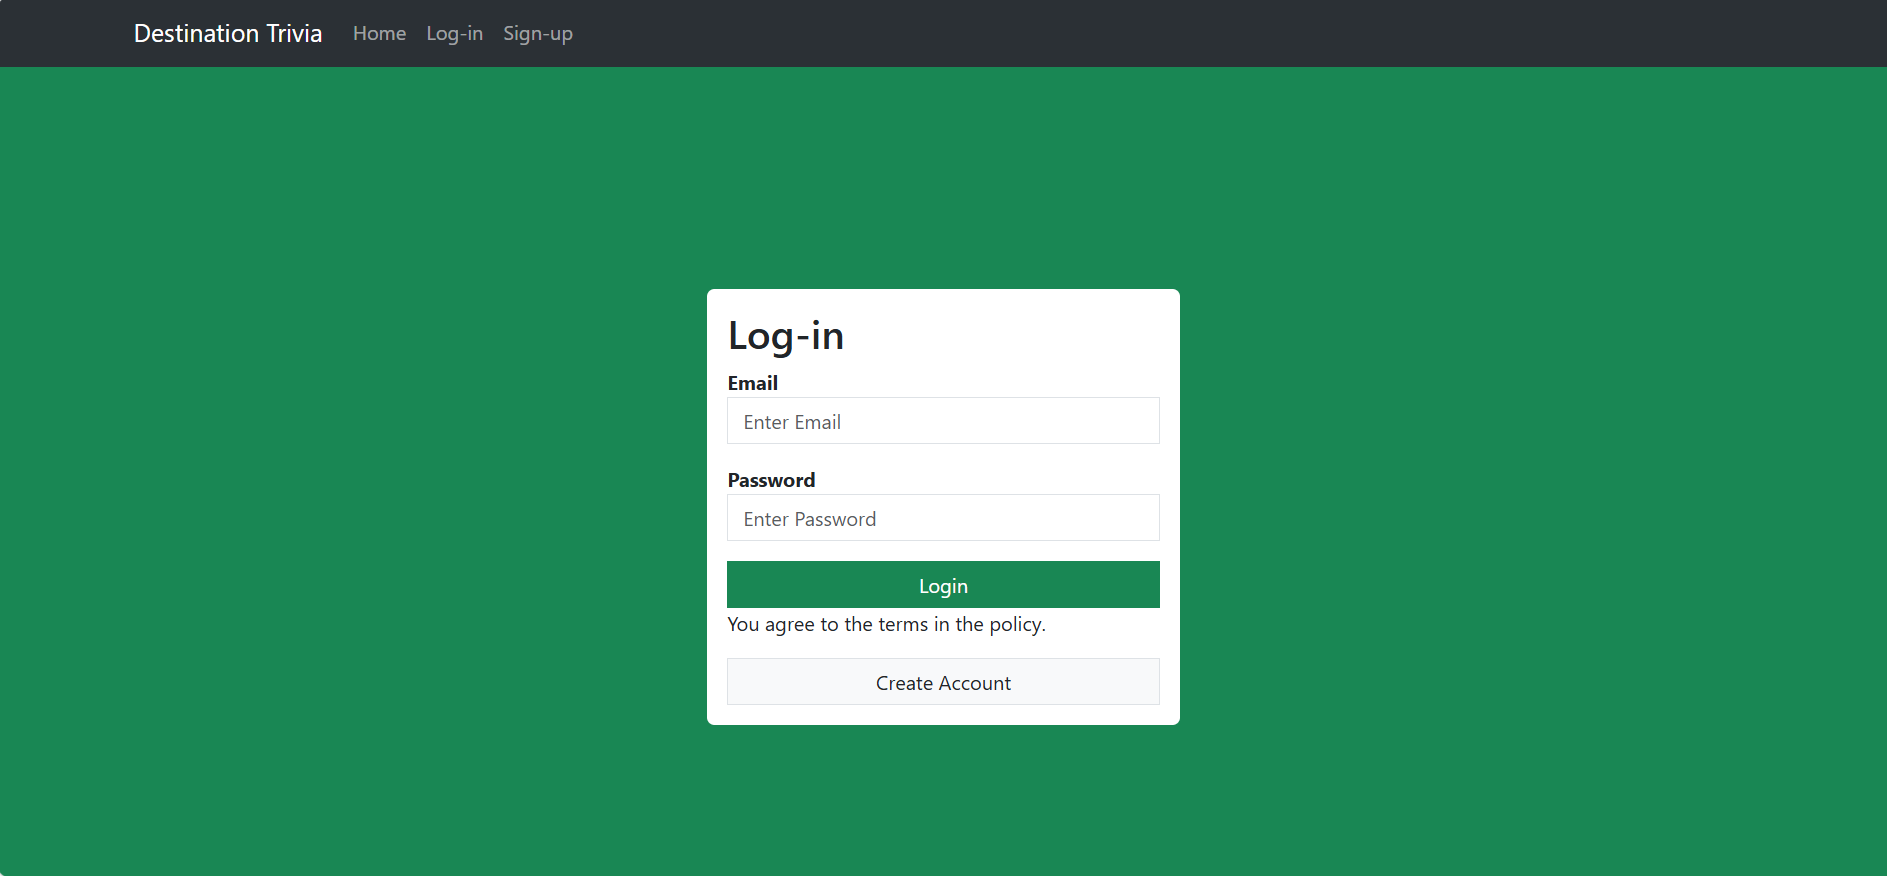 Destination Trivia Home Log-in Sign-up
Log-in
Email
Enter Email
Password
Enter Password
Login
You agree to the terms in the policy.
Create Account